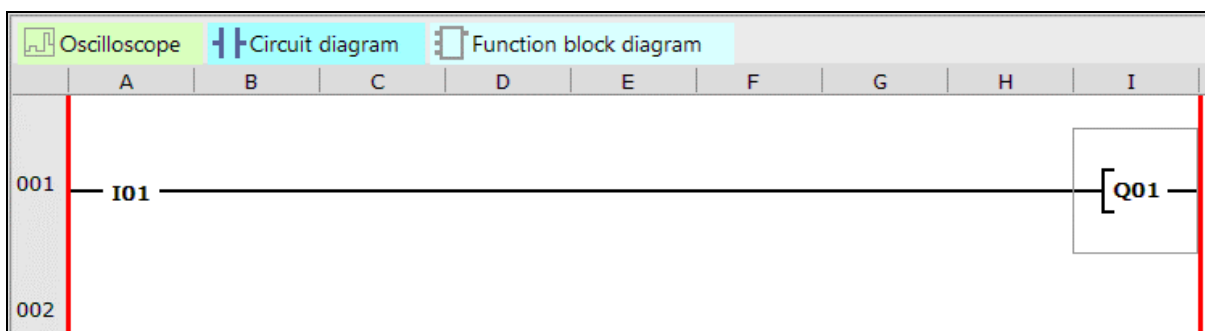 Oscilloscope Circuit diagram Function block diagram
A B C D E F G H I
001 I01 Q01
002